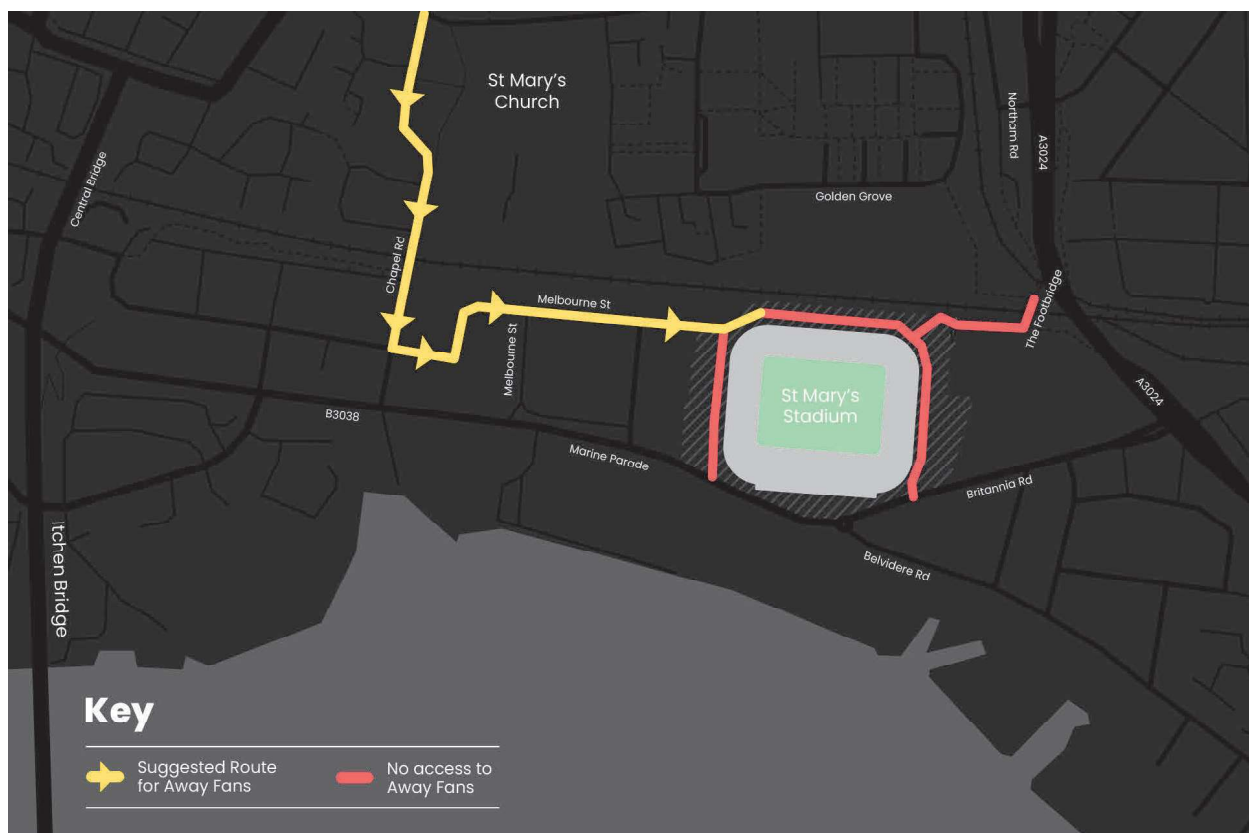 St Mary's
Church
Northam Rd
A3024
Central Bridge
Golden Grove
Chapel Rd
Melbourne St
The Footbridge
Melbourne St
A3024
St Mary's
Stadium
B3038
Marine Parade
Britannia Rd
Belvidere Rd
tchen Bridge
Key
Suggested Route
for Away Fans
No access to
Away Fans